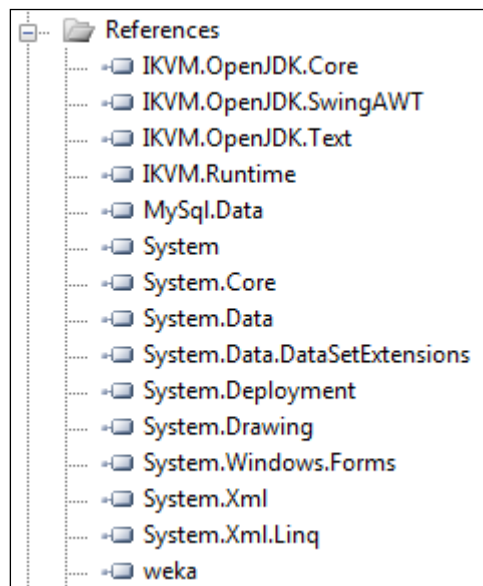 References
IKVM.OpenJDK.Core
IKVM.OpenJDK.SwingAWT
IKVM.OpenJDK.Text
IKVM.Runtime
MySql.Data
System
System.Core
System.Data
System.Data.DataSetExtensions
System.Deployment
System.Drawing
System.Windows.Forms
System.Xml
System.Xml.Linq
weka